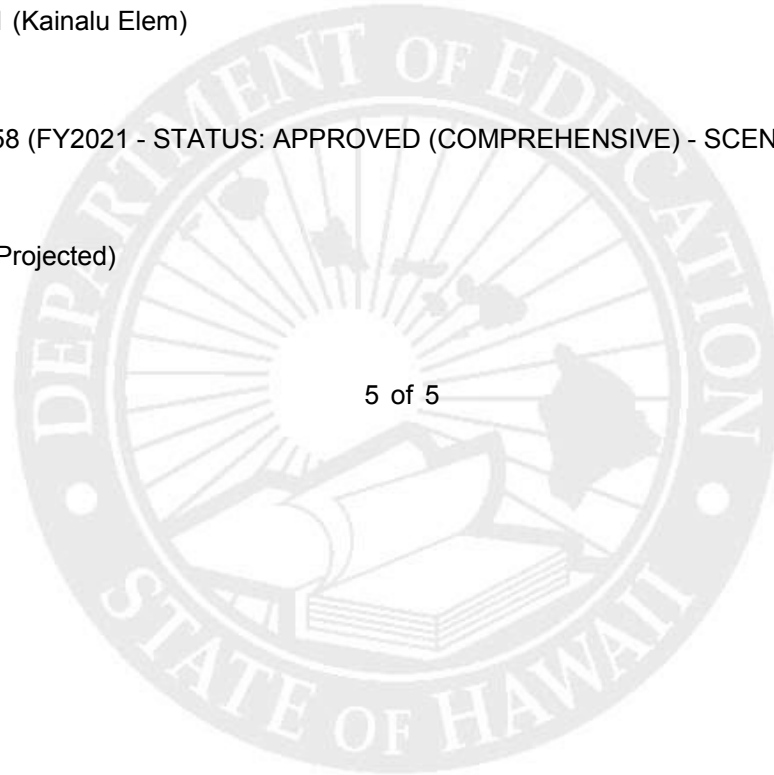 (Kainalu Elem)
58 (FY2021 - STATUS: APPROVED (COMPREHENSIVE) - SCEN
Projected)
5 of 5
DEPARTMENT OF EDUCATION
STATE OF HAWAII